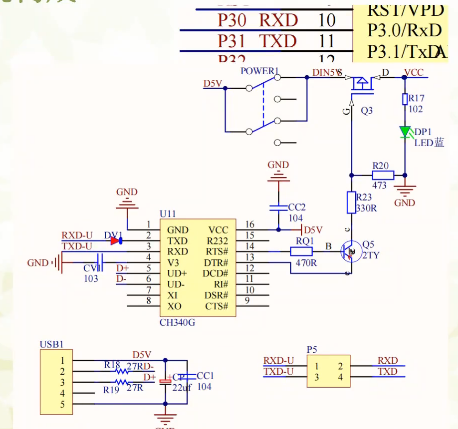 RST/VPD
P30 RXD 10 P3.0/RxD
P31 TXD 11 P3.1/TxD
POWER1
D5V
DIN5V
S
D
VCC
G
Q3
R17
102
DP1
LED蓝
R20
473
GND
R23
330R
GND
CC2
104
D5V
GND
U11
1 GND VCC 16
2 TXD R232 15
3 RXD RTS# 14
4 V3 DTR# 13
5 UD+ DCD# 12
6 UD- RI# 11
7 XI DSR# 10
8 XO CTS# 9
CH340G
RXD-U
DV1
TXD-U
GND
CV
103
D+
D-
RQ1
470R
B
Q5
2TY
c
USB1
1
2
3
4
5
D5V
R18 27R D-
D+
R19 27R
22uf
CC1
104
P5
RXD-U 1 2 RXD
TXD-U 3 4 TXD